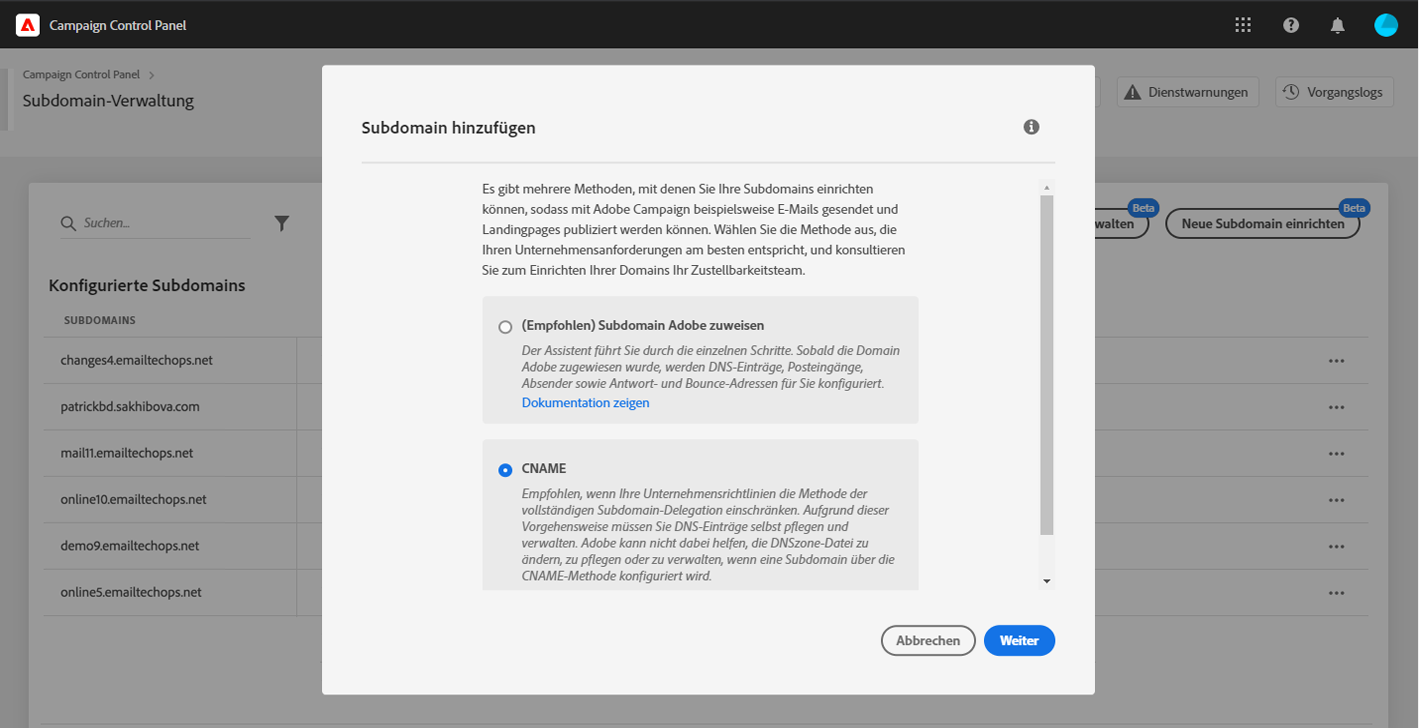 Campaign Control Panel
Campaign Control Panel
Subdomain-Verwaltung
Dienstwarnungen
Vorgangslogs
Suchen...
Beta
walten
Beta
Neue Subdomain einrichten
Konfigurierte Subdomains
SUBDOMAINS
changes4.emailtechops.net
patrickbd.sakhibova.com
mail11.emailtechops.net
online10.emailtechops.net
demo9.emailtechops.net
online5.emailtechops.net
Subdomain hinzufügen
Es gibt mehrere Methoden, mit denen Sie Ihre Subdomains einrichten
können, sodass mit Adobe Campaign beispielsweise E-Mails gesendet und
Landingpages publiziert werden können. Wählen Sie die Methode aus, die
Ihren Unternehmensanforderungen am besten entspricht, und konsultieren
Sie zum Einrichten Ihrer Domains Ihr Zustellbarkeitsteam.
(Empfohlen) Subdomain Adobe zuweisen
Der Assistent führt Sie durch die einzelnen Schritte. Sobald die Domain
Adobe zugewiesen wurde, werden DNS-Einträge, Posteingänge,
Absender sowie Antwort- und Bounce-Adressen für Sie konfiguriert.
Dokumentation zeigen
CNAME
Empfohlen, wenn Ihre Unternehmensrichtlinien die Methode der
vollständigen Subdomain-Delegation einschränken. Aufgrund dieser
Vorgehensweise müssen Sie DNS-Einträge selbst pflegen und
verwalten. Adobe kann nicht dabei helfen, die DNSzone-Datei zu
ändern, zu pflegen oder zu verwalten, wenn eine Subdomain über die
CNAME-Methode konfiguriert wird.
Abbrechen
Weiter